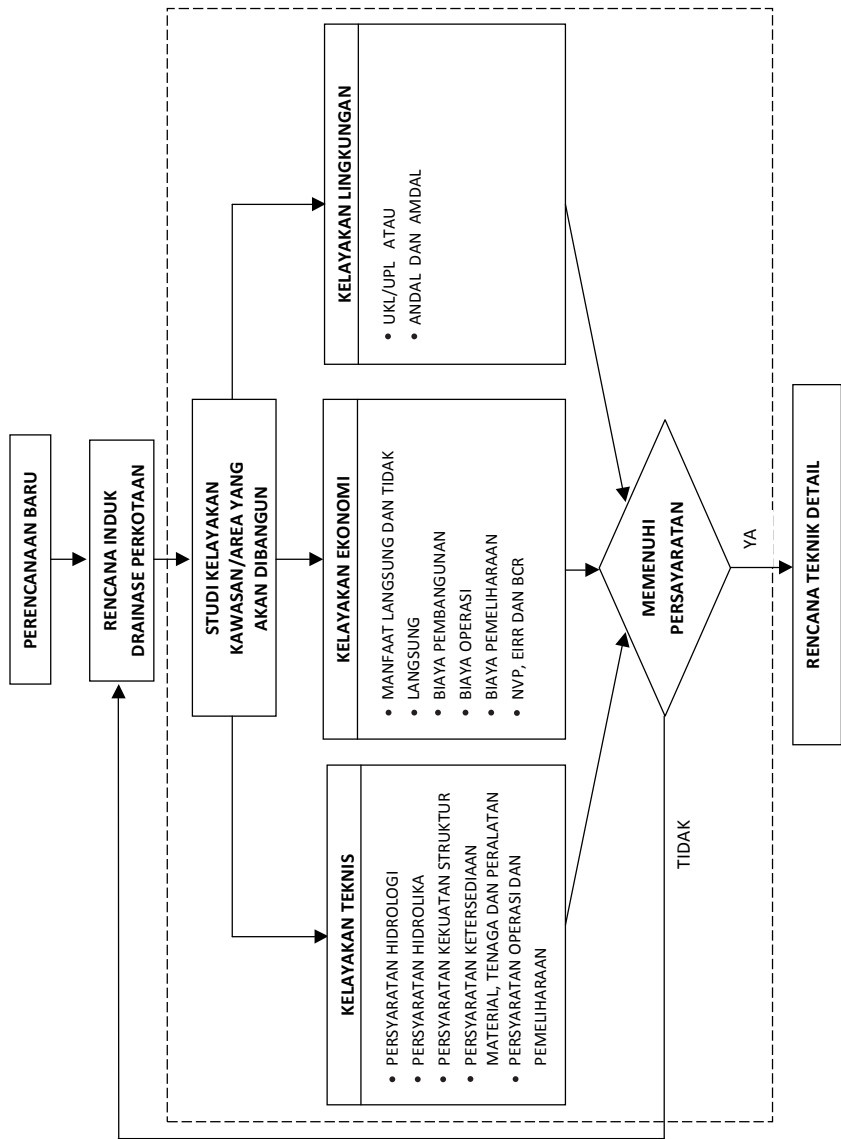 PERENCANAAN BARU
RENCANA INDUK
DRAINASE PERKOTAAN
STUDI KELAYAKAN
KAWASAN/AREA YANG
AKAN DIBANGUN
KELAYAKAN TEKNIS
• PERSYARATAN HIDROLOGI
• PERSYARATAN HIDROLIKA
• PERSYARATAN KEKUATAN STRUKTUR
• PERSYARATAN KETERSEDIAAN
MATERIAL, TENAGA DAN PERALATAN
• PERSYARATAN OPERASI DAN
PEMELIHARAAN
KELAYAKAN EKONOMI
• MANFAAT LANGSUNG DAN TIDAK
LANGSUNG
• BIAYA PEMBANGUNAN
• BIAYA OPERASI
• BIAYA PEMELIHARAAN
• NVP, EIRR DAN BCR
KELAYAKAN LINGKUNGAN
• UKL/UPL ATAU
• ANDAL DAN AMDAL
MEMENUHI
PERSAYARATAN
TIDAK
YA
RENCANA TEKNIK DETAIL